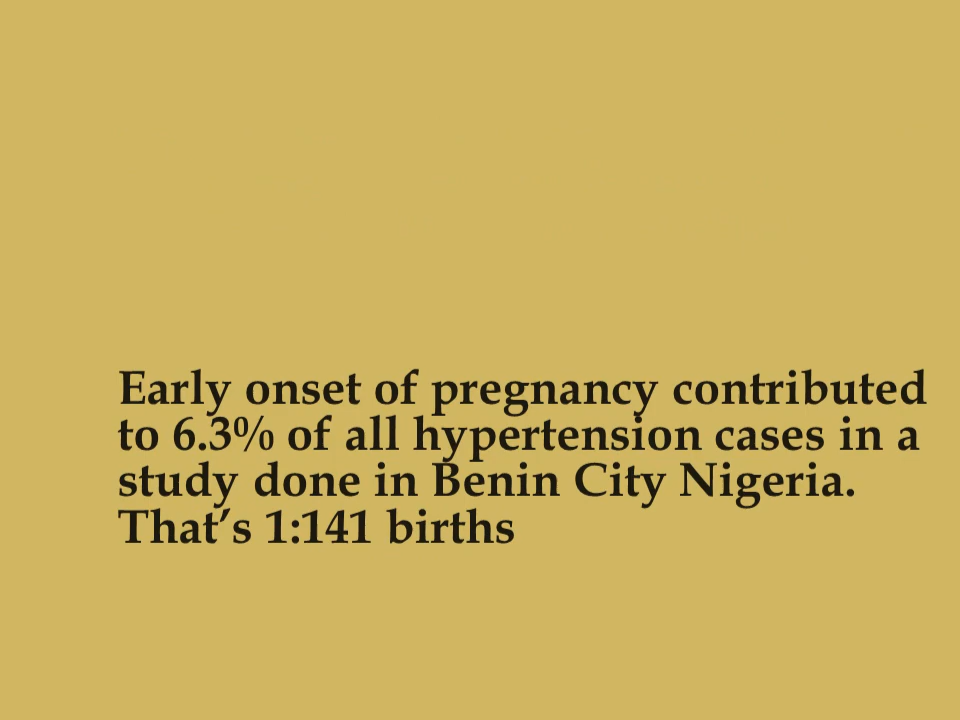 Early onset of pregnancy contributed
to 6.3% of all hypertension cases in a
study done in Benin City Nigeria.
That’s 1:141 births